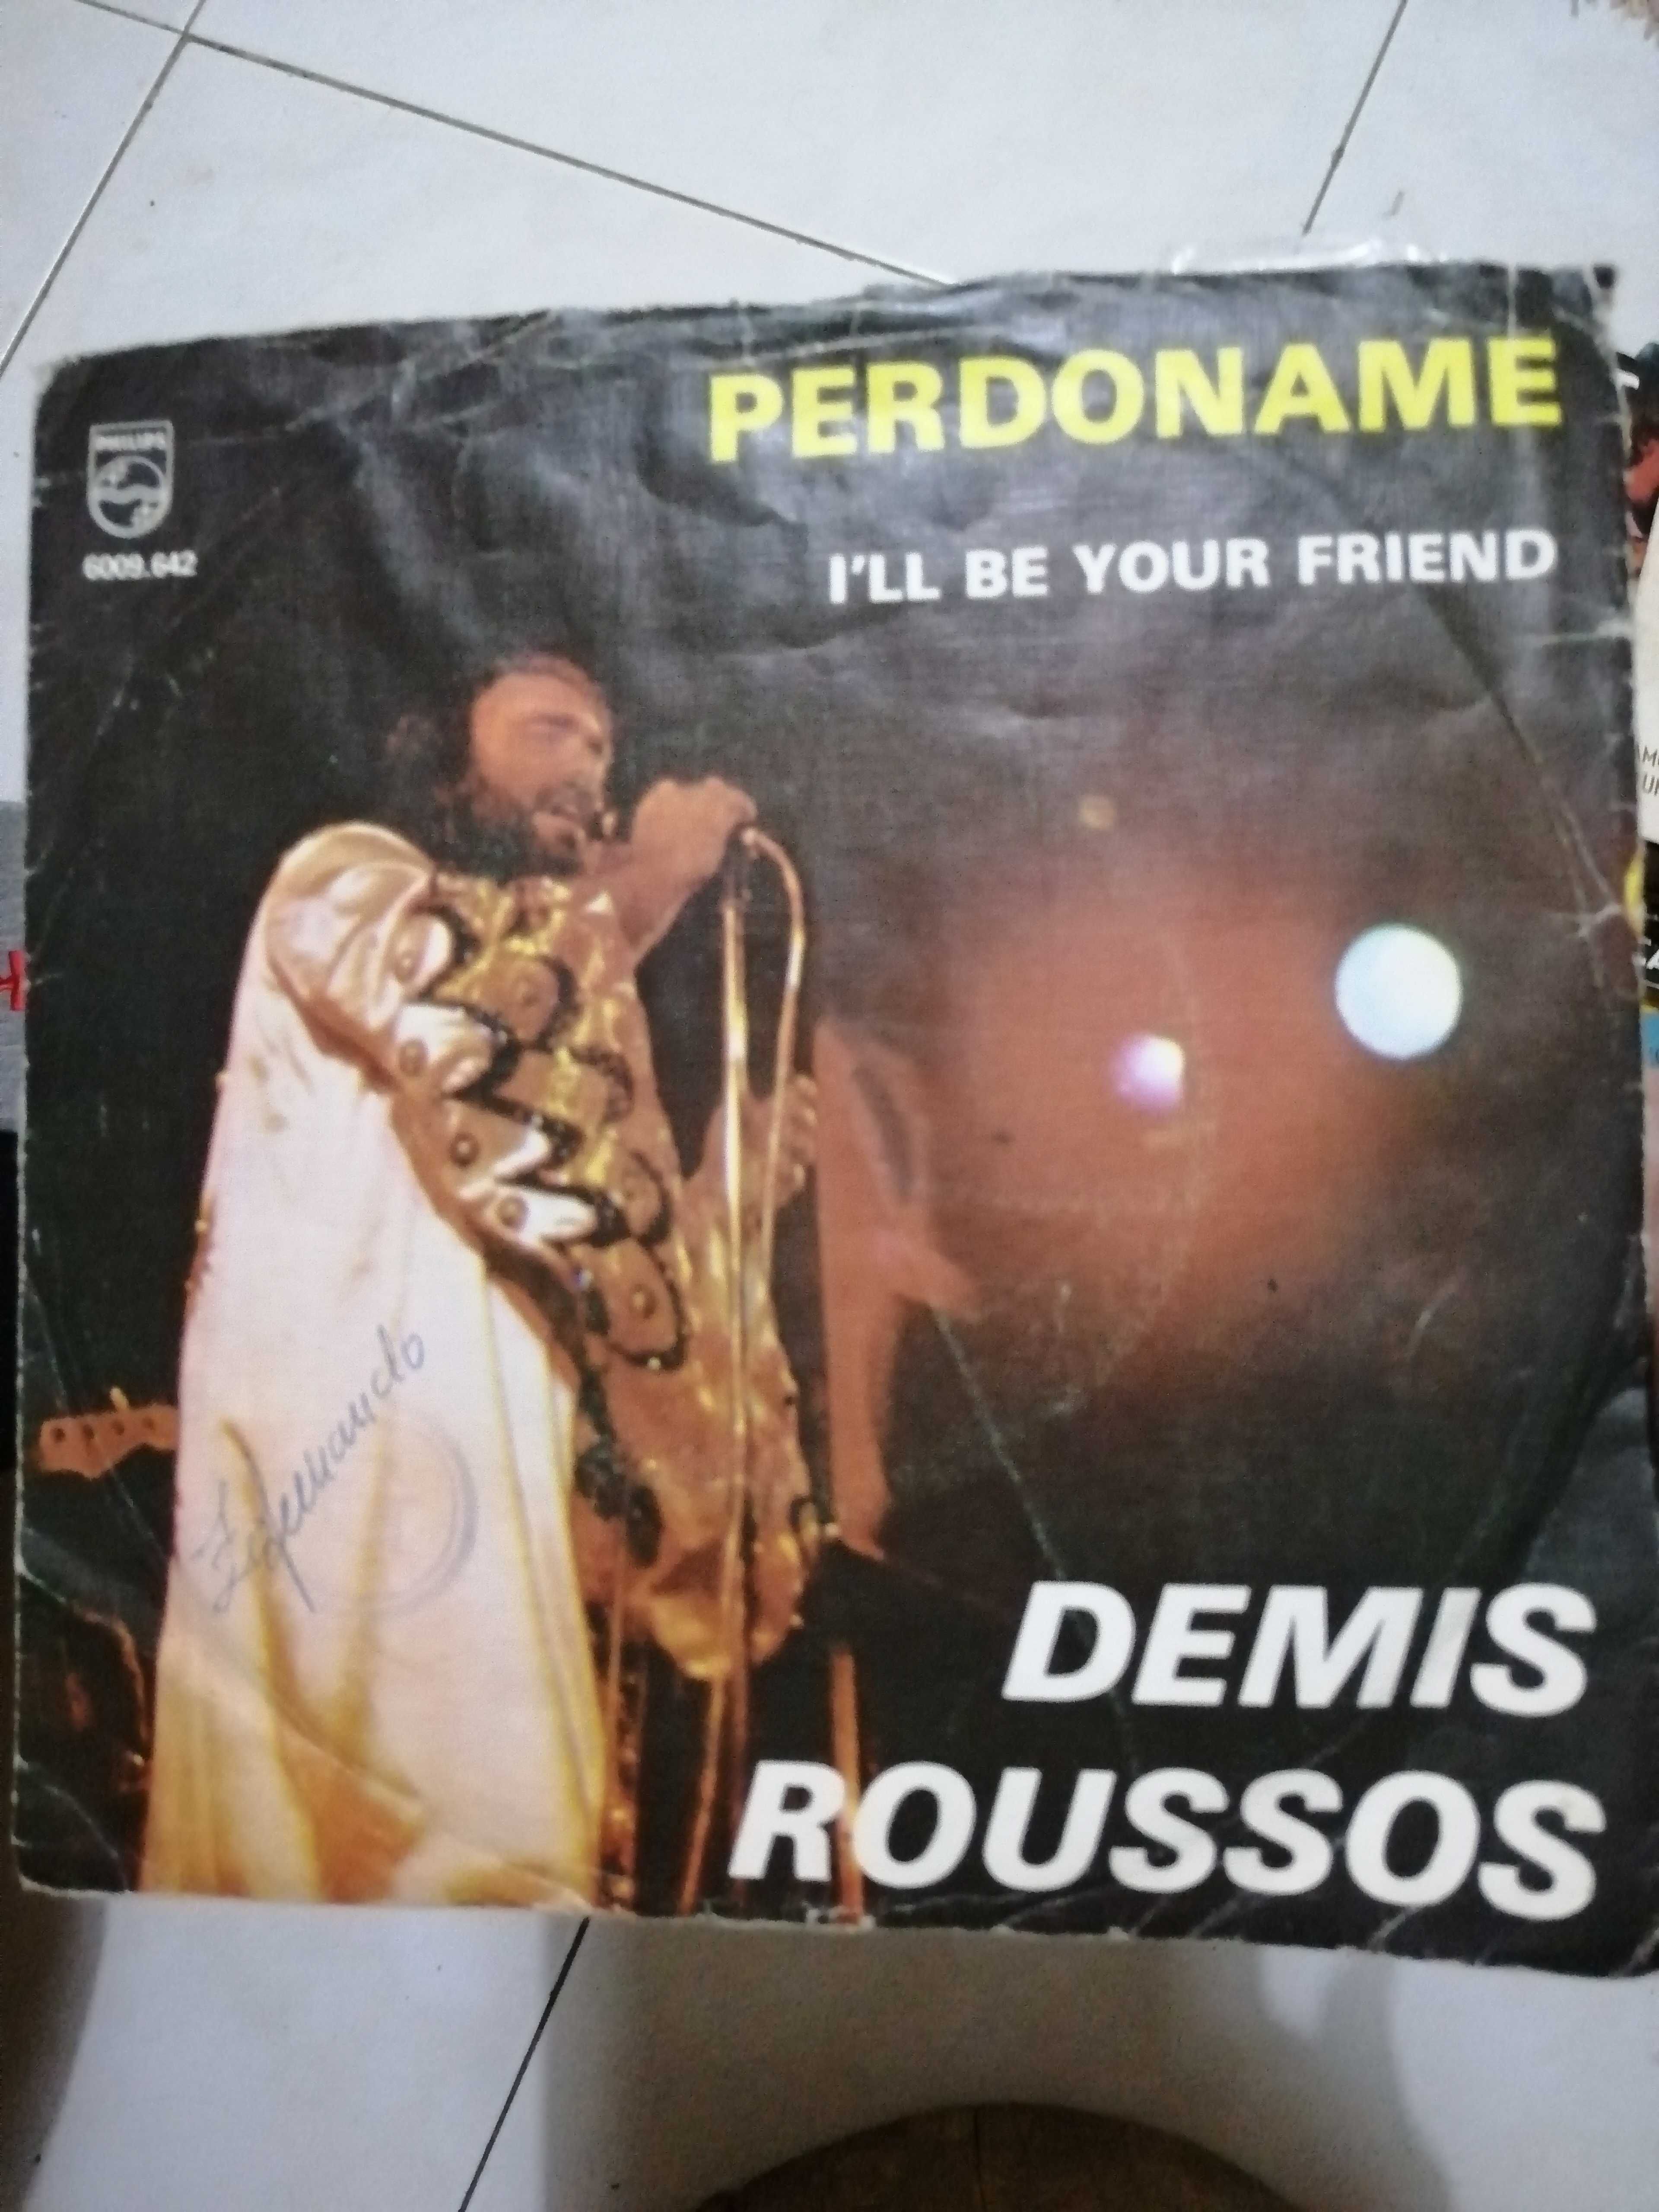 PERDONAME
PHILIPS
6009.642
I'LL BE YOUR FRIEND
DEMIS
ROUSSOS